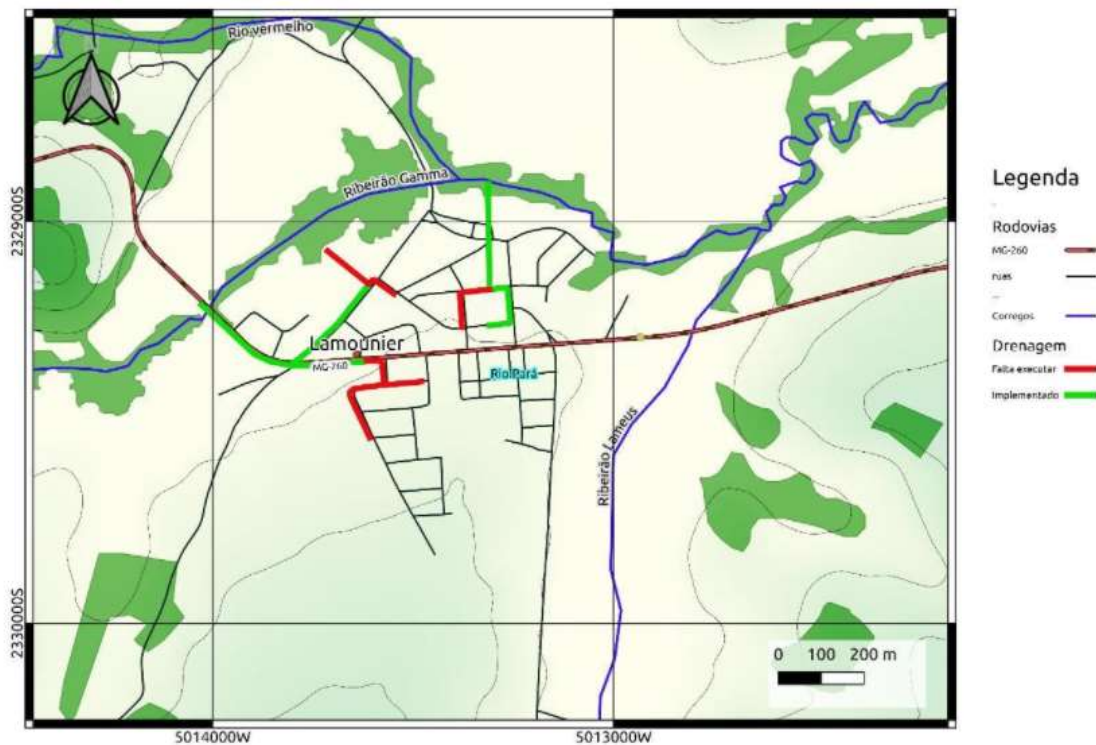 Rio vermelho
Ribeirão Gamma
2329000S
Lamounier
MG-260
Rio Pará
Ribeirão Lameus
2330000S
0 100 200 m
5014000W
5013000W
Legenda
Rodovias
MG-260
ruas
Corregos
Drenagem
Falta executar
Implementado